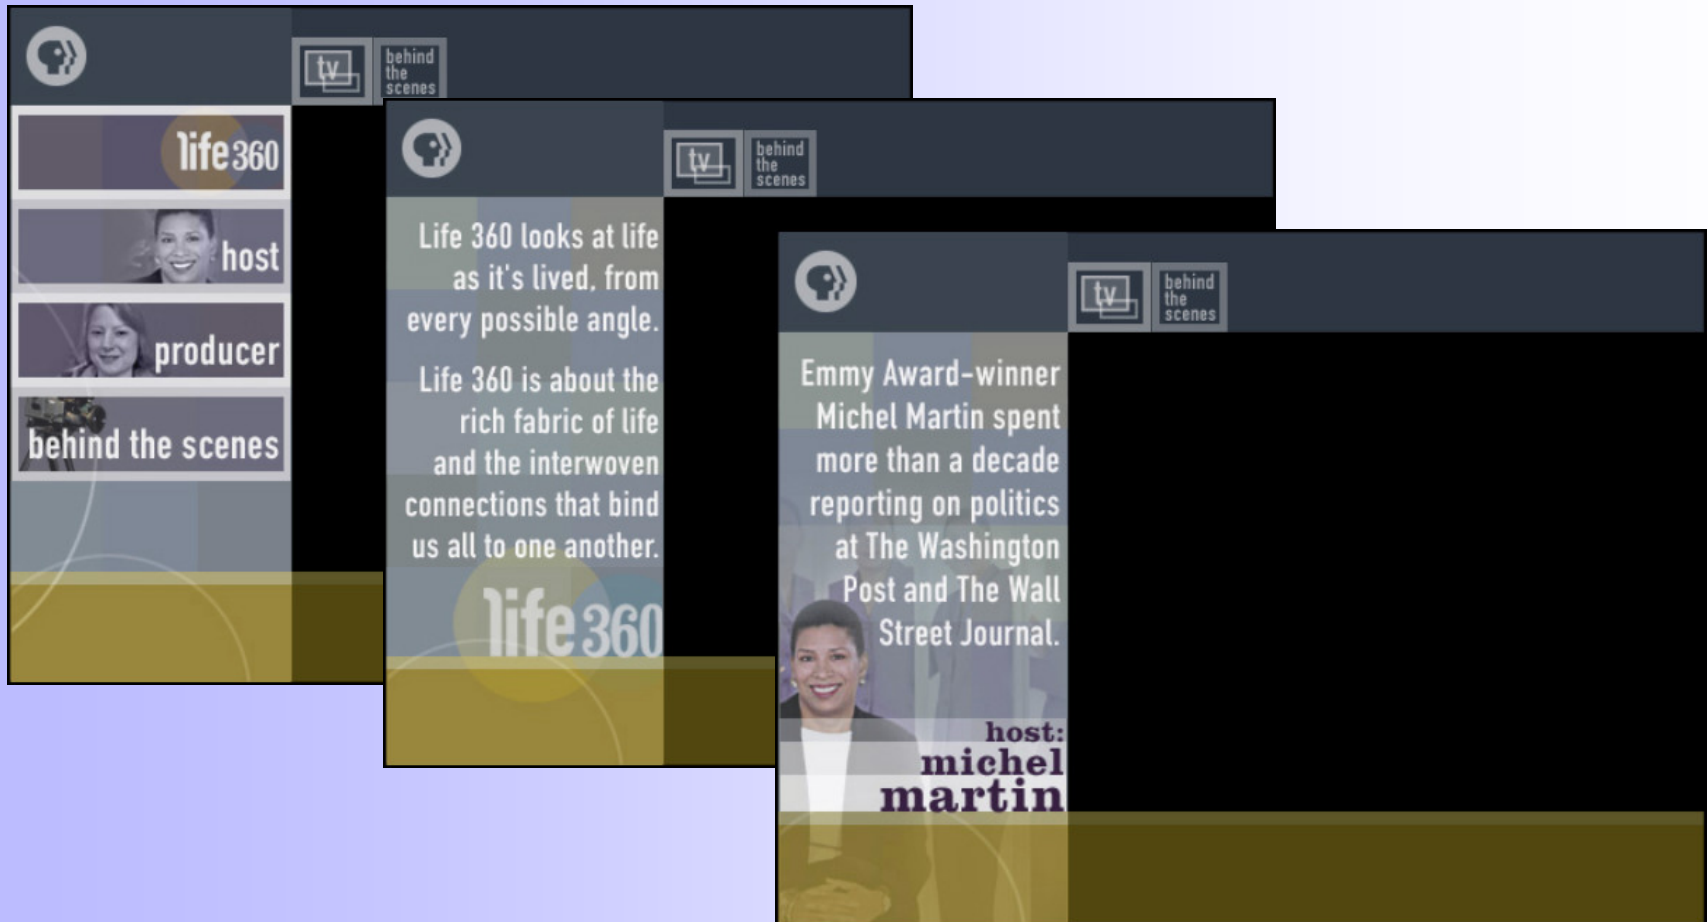 tv
behind
the
scenes
life360
host
producer
behind the scenes
tv
behind
the
scenes
Life 360 looks at life
as it's lived, from
every possible angle.
Life 360 is about the
rich fabric of life
and the interwoven
connections that bind
us all to one another.
life360
tv
behind
the
scenes
Emmy Award-winner
Michel Martin spent
more than a decade
reporting on politics
at The Washington
Post and The Wall
Street Journal.
host:
michel
martin